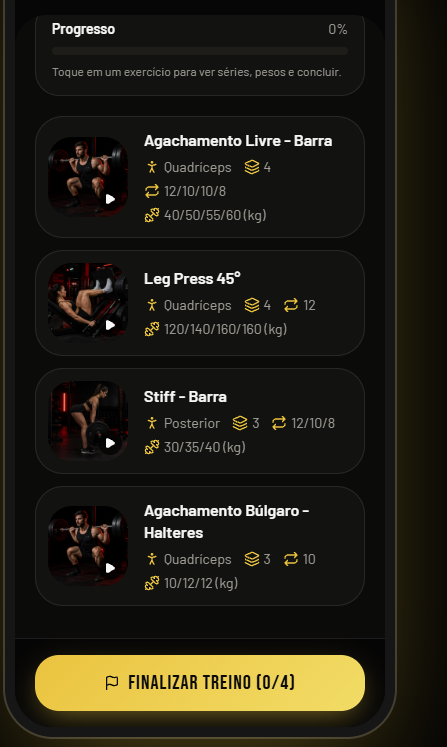 Progresso 0%
Toque em um exercício para ver séries, pesos e concluir.
Agachamento Livre - Barra
Quadríceps 4
12/10/10/8
40/50/55/60 (kg)
Leg Press 45°
Quadríceps 4 12
120/140/160/160 (kg)
Stiff - Barra
Posterior 3 12/10/8
30/35/40 (kg)
Agachamento Búlgaro -
Halteres
Quadríceps 3 10
10/12/12 (kg)
FINALIZAR TREINO (0/4)